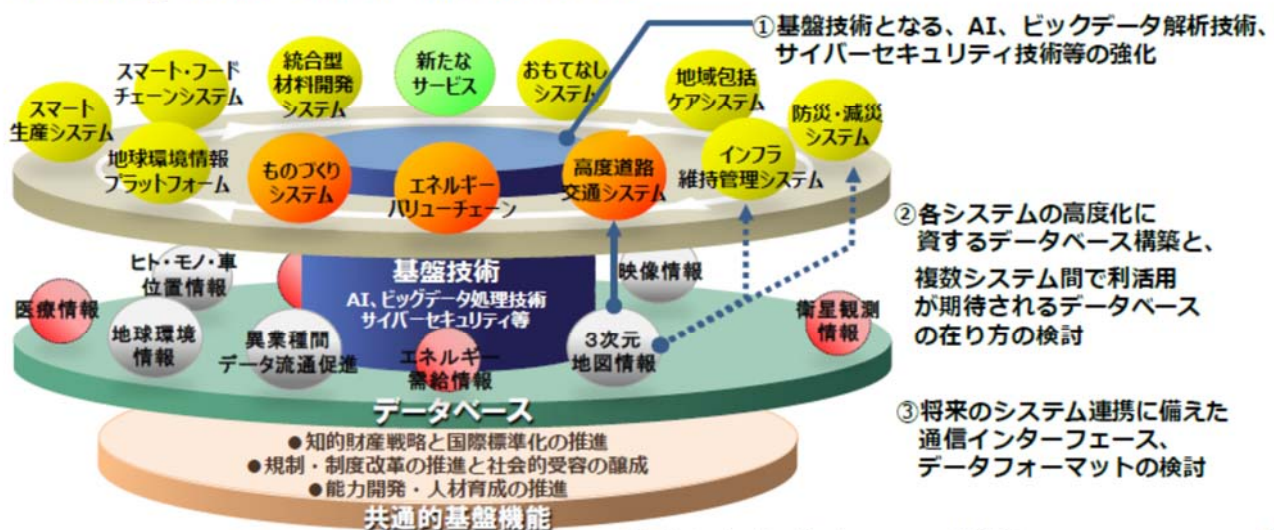 ①基盤技術となる、AI、ビックデータ解析技術、
サイバーセキュリティ技術等の強化
スマート・フード
チェーンシステム
統合型
材料開発
システム
新たな
サービス
おもてなし
システム
地域包括
ケアシステム
スマート
生産システム
防災・減災
システム
地球環境情報
プラットフォーム
ものづくり
システム
エネルギー
バリューチェーン
高度道路
交通システム
インフラ
維持管理システム
②各システムの高度化に
資するデータベース構築と、
複数システム間で利活用
が期待されるデータベース
の在り方の検討
ヒト・モノ・車
位置情報
基盤技術
AI、ビッグデータ処理技術
サイバーセキュリティ等
映像情報
医療情報
地球環境
情報
異業種間
データ流通促進
エネルギー
需給情報
3次元
地図情報
衛星観測
情報
データベース
③将来のシステム連携に備えた
通信インターフェース、
データフォーマットの検討
●知的財産戦略と国際標準化の推進
●規制・制度改革の推進と社会的受容の醸成
●能力開発・人材育成の推進
共通的基盤機能